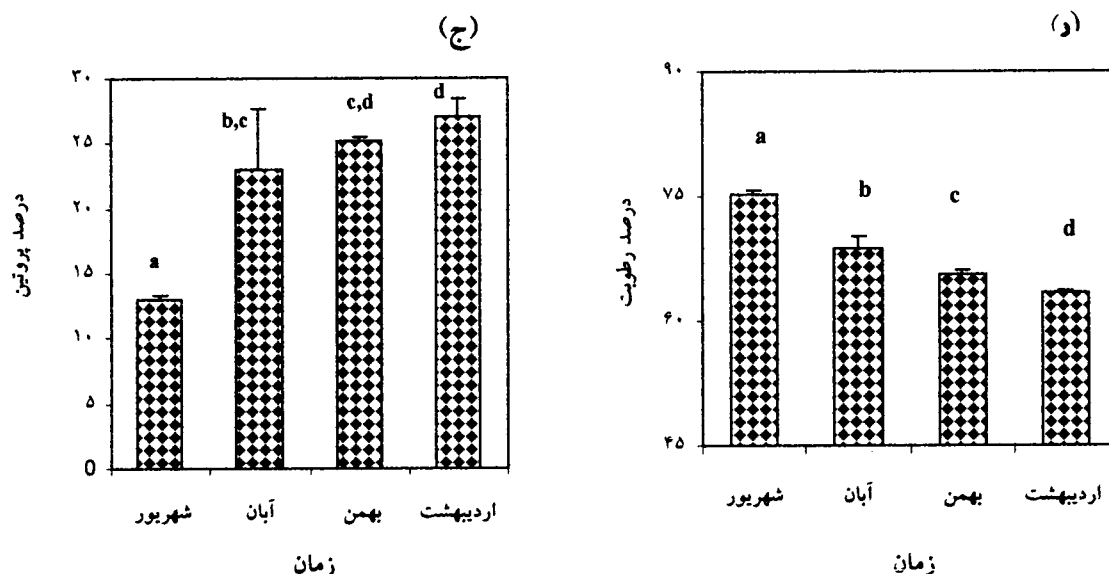 (ج)
درصد پروتین
۳۰
۲۵
۲۰
۱۵
۱۰
۵
0
a
b,c
c,d
d
شهریور
آبان
بهمن
اردیبهشت
زمان
(د)
درصد رطوبت
۹۰
۷۵
۶۰
۴۵
a
b
c
d
شهریور
آبان
بهمن
اردیبهشت
زمان